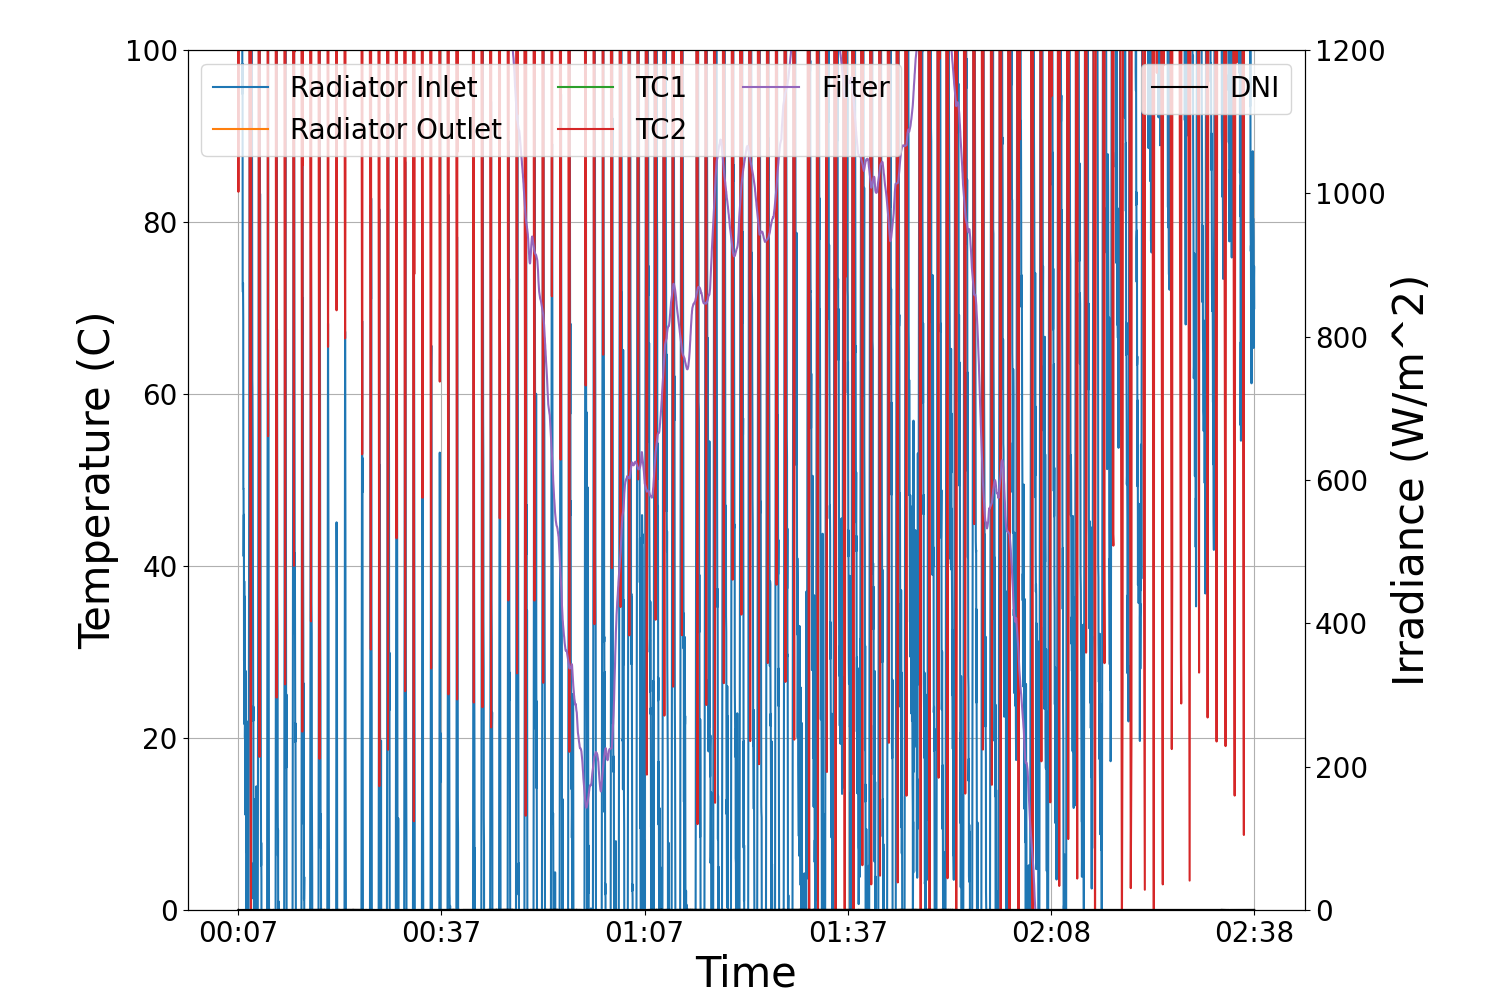 Radiator Inlet
Radiator Outlet
TC1
TC2
Filter
DNI
Temperature (C)
100
80
60
40
20
0
Irradiance (W/m^2)
1200
1000
800
600
400
200
0
00:07 00:37 01:07 01:37 02:08 02:38
Time